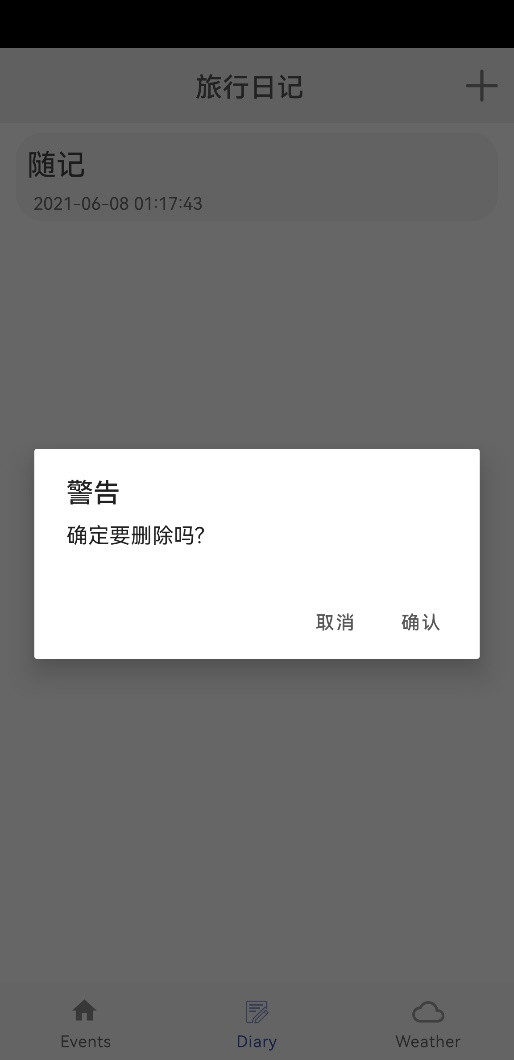 旅行日记
随记
2021-06-08 01:17:43
警告
确定要删除吗?
取消 确认
Events Diary Weather